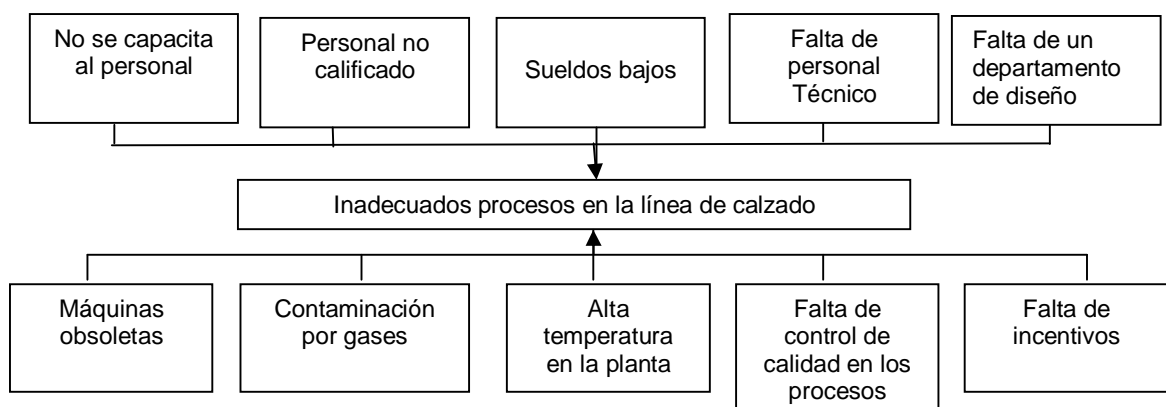 No se capacita
al personal
Personal no
calificado
Sueldos bajos
Falta de
personal
Técnico
Falta de un
departamento
de diseño
Inadecuados procesos en la línea de calzado
Máquinas
obsoletas
Contaminación
por gases
Alta
temperatura
en la planta
Falta de
control de
calidad en los
procesos
Falta de
incentivos